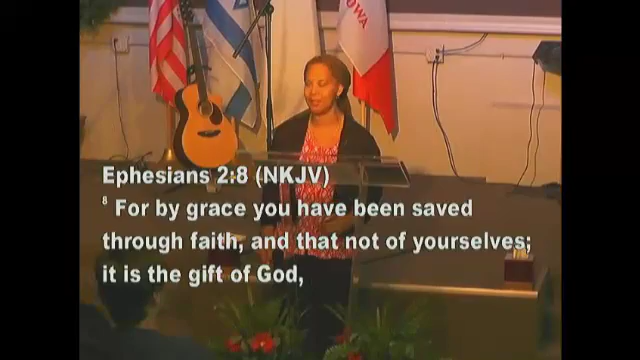 IOWA
Ephesians 2:8 (NKJV)
8 For by grace you have been saved
through faith, and that not of yourselves;
it is the gift of God,